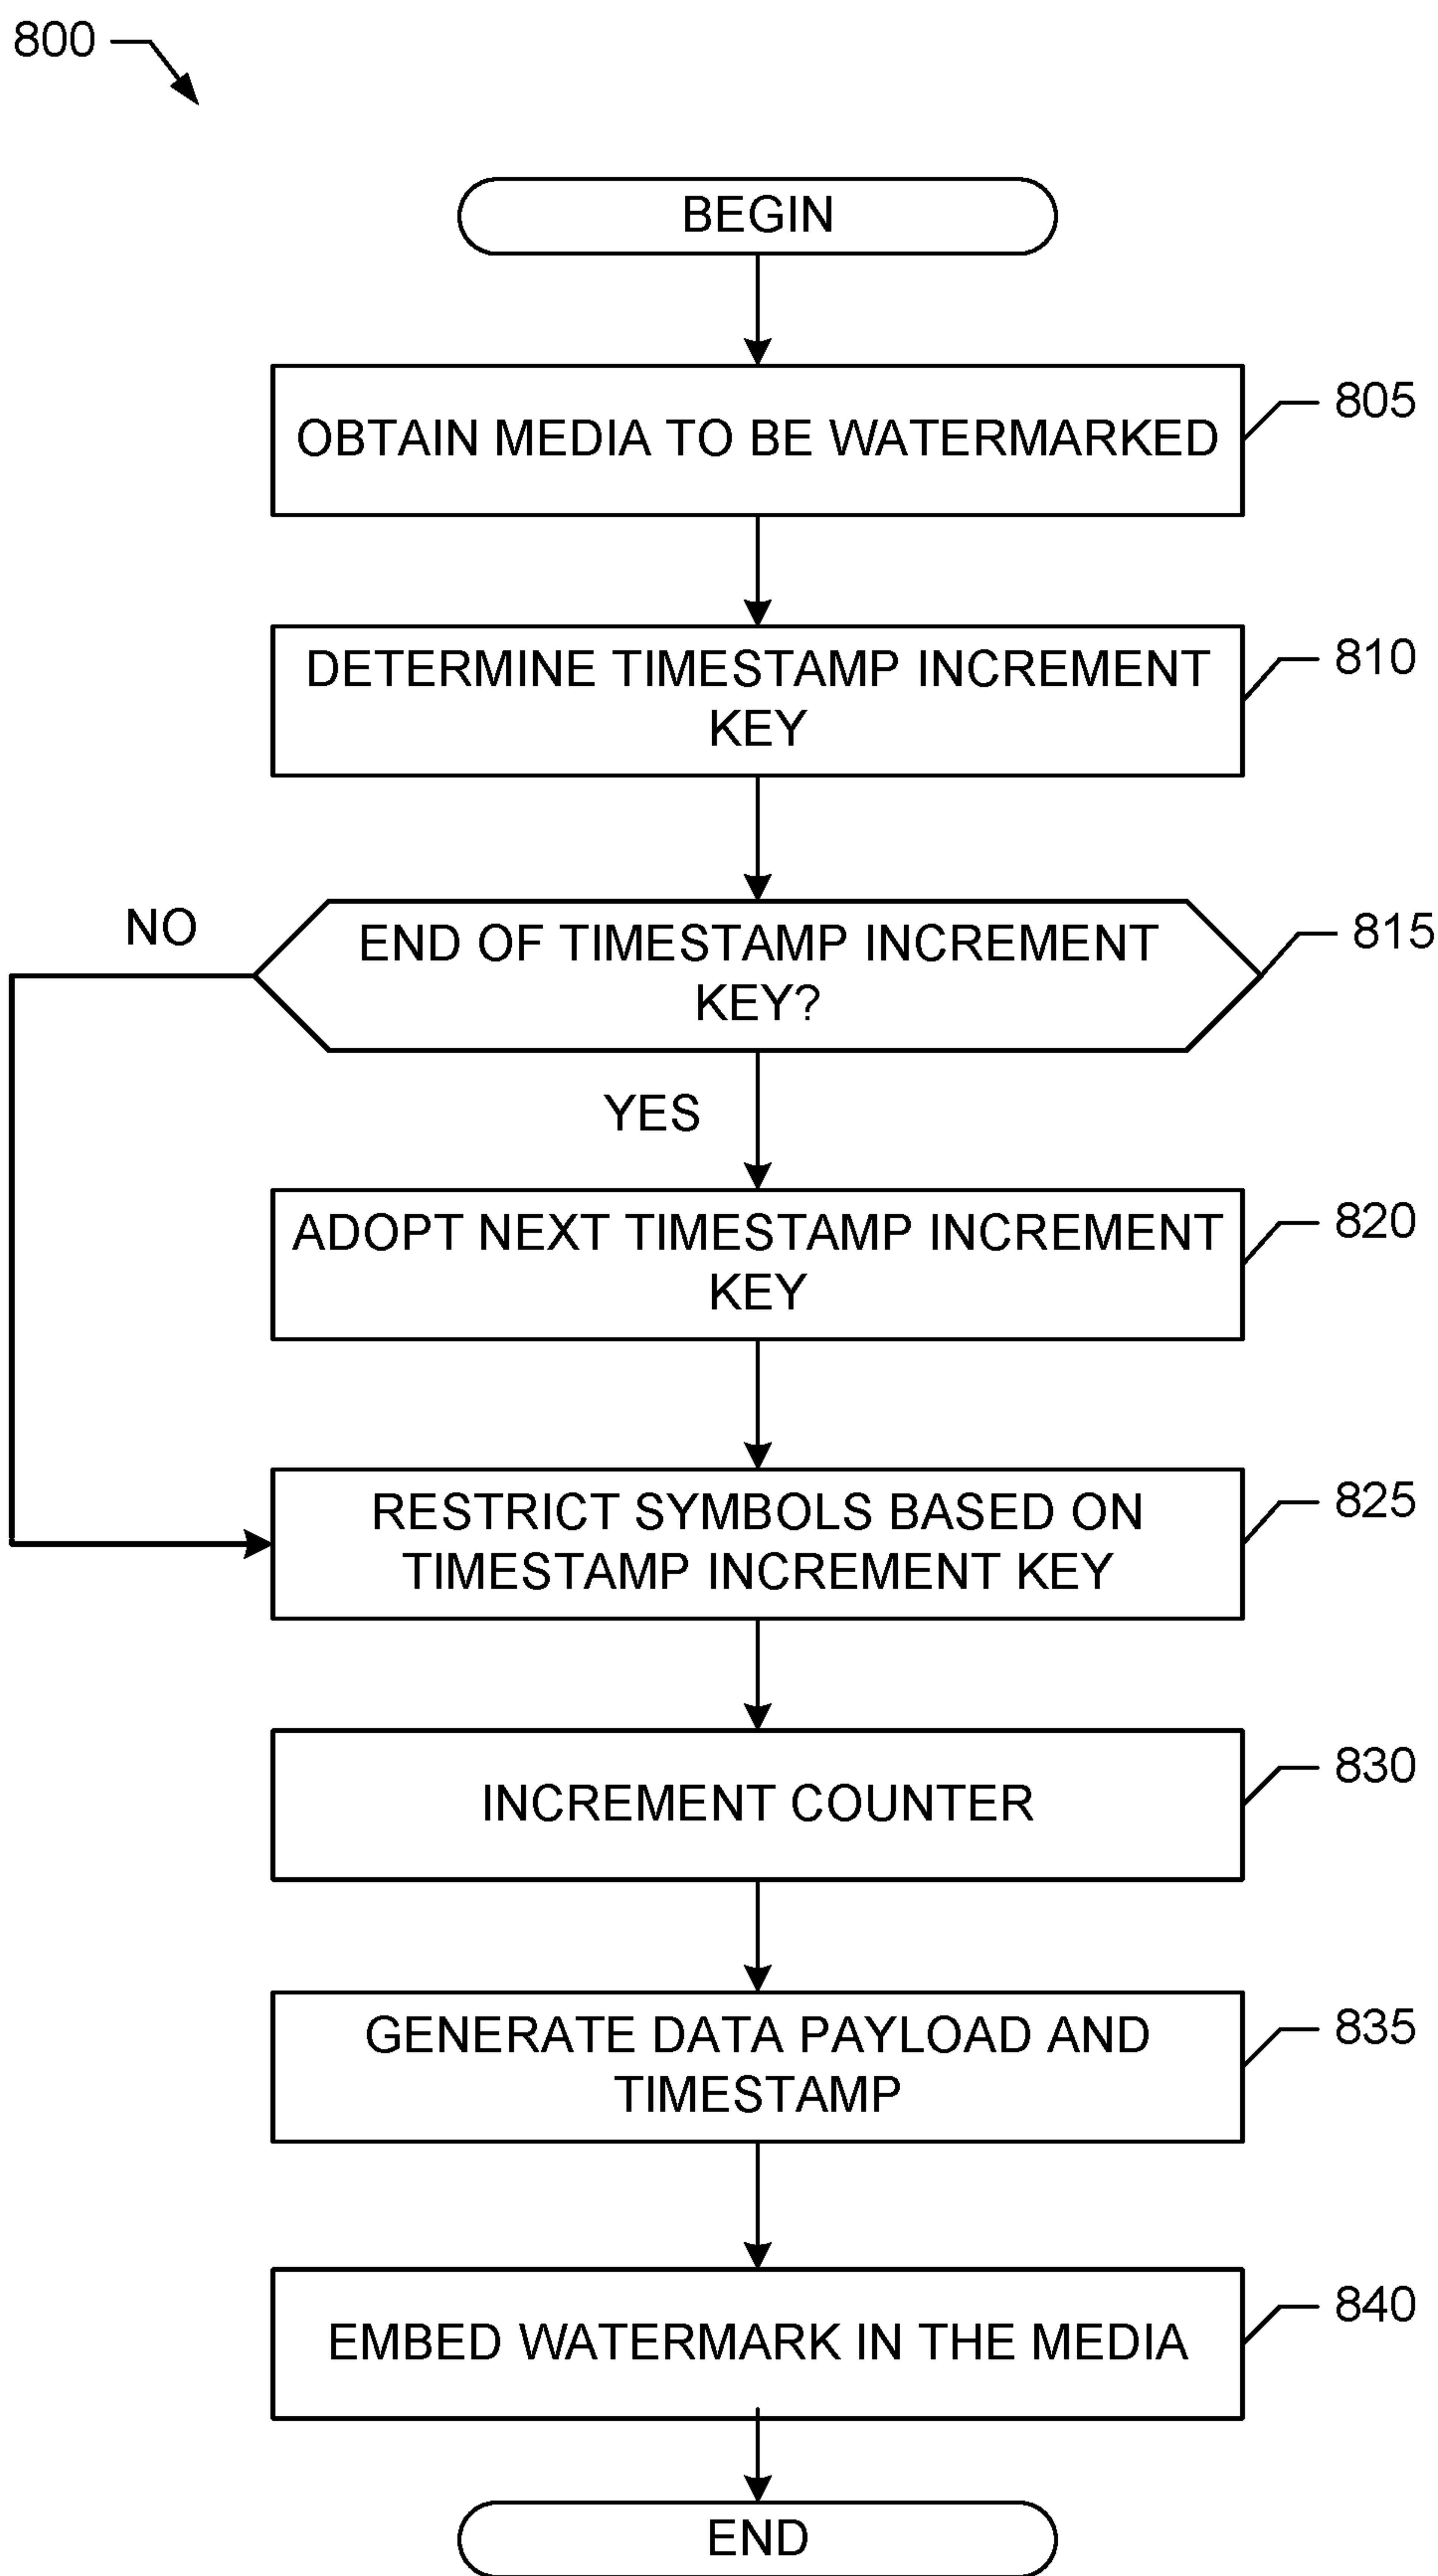 800
BEGIN
OBTAIN MEDIA TO BE WATERMARKED
805
DETERMINE TIMESTAMP INCREMENT
KEY
810
NO
END OF TIMESTAMP INCREMENT
KEY?
815
YES
ADOPT NEXT TIMESTAMP INCREMENT
KEY
820
RESTRICT SYMBOLS BASED ON
TIMESTAMP INCREMENT KEY
825
INCREMENT COUNTER
830
GENERATE DATA PAYLOAD AND
TIMESTAMP
835
EMBED WATERMARK IN THE MEDIA
840
END